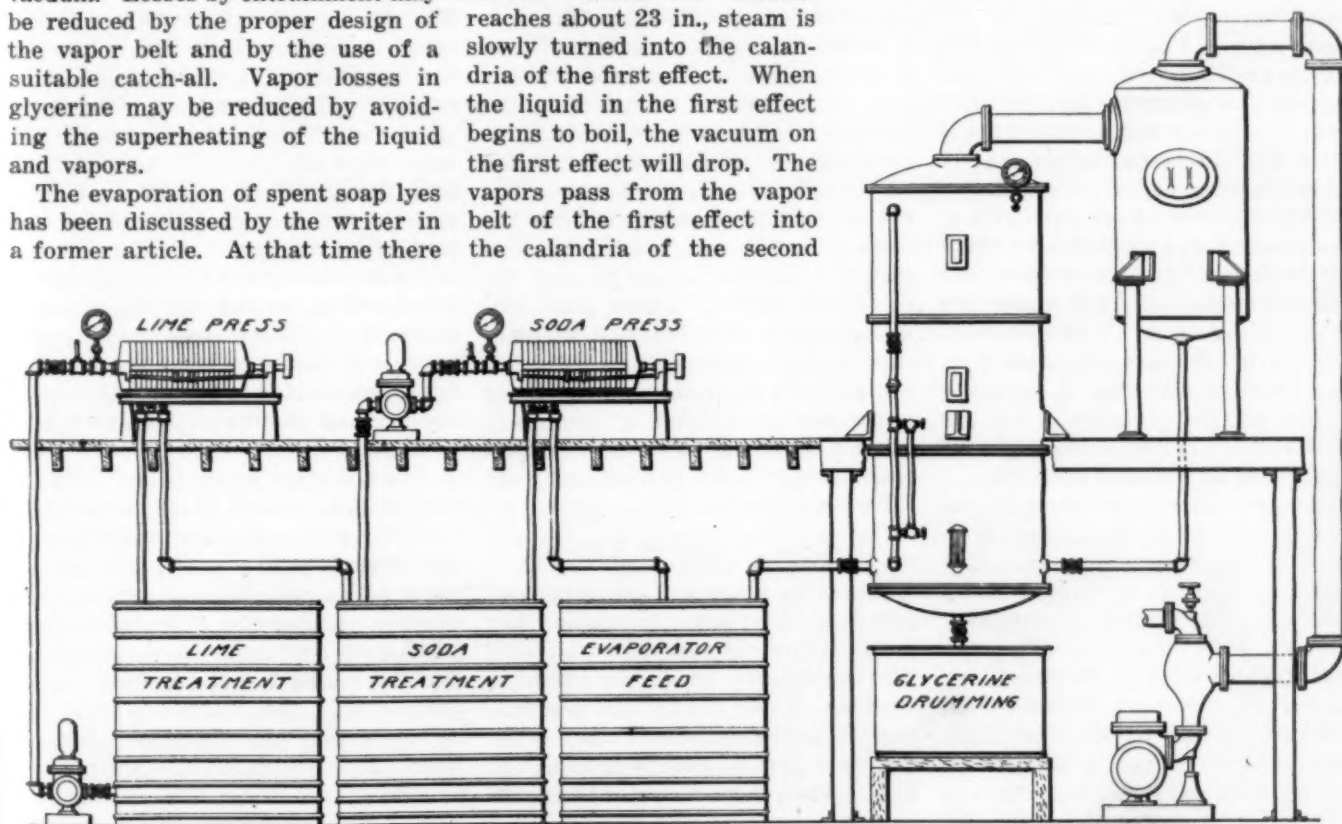 vacuum. Losses by entrainment may
be reduced by the proper design of
the vapor belt and by the use of a
suitable catch-all. Vapor losses in
glycerine may be reduced by avoid-
ing the superheating of the liquid
and vapors.
The evaporation of spent soap lyes
has been discussed by the writer in
a former article. At that time there
reaches about 23 in., steam is
slowly turned into the calan-
dria of the first effect. When
the liquid in the first effect
begins to boil, the vacuum on
the first effect will drop. The
vapors pass from the vapor
belt of the first effect into
the calandria of the second
LIME PRESS
SODA PRESS
LIME
TREATMENT
SODA
TREATMENT
EVAPORATOR
FEED
GLYCERINE
DRUMMING